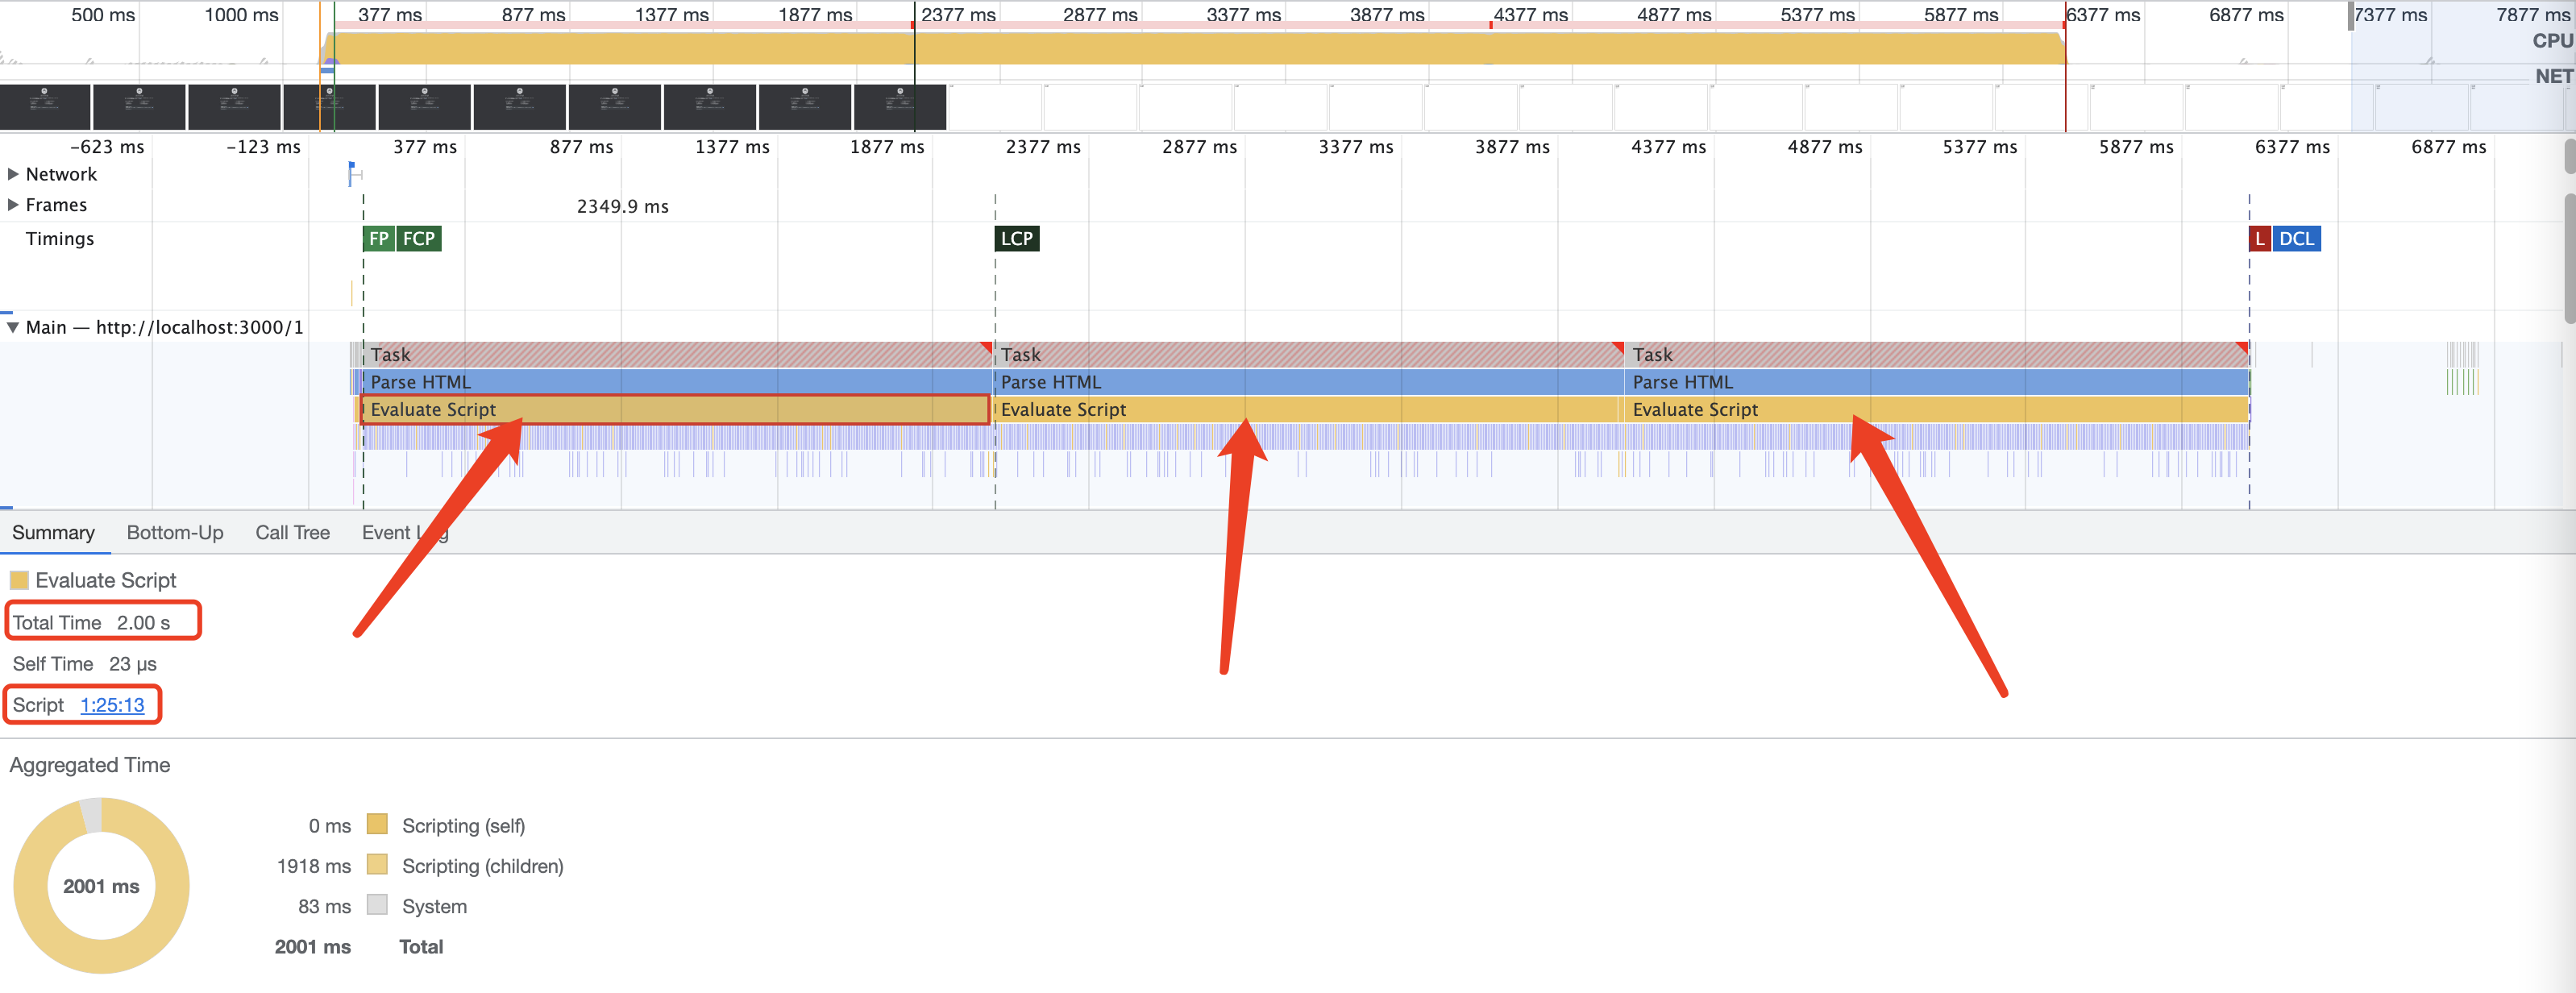 500 ms 1000 ms 377 ms 877 ms 1377 ms 1877 ms 2377 ms 2877 ms 3377 ms 3877 ms 4377 ms 4877 ms 5377 ms 5877 ms 6377 ms 6877 ms 7377 ms 7877 ms
CPU
NET
-623 ms -123 ms 377 ms 877 ms 1377 ms 1877 ms 2377 ms 2877 ms 3377 ms 3877 ms 4377 ms 4877 ms 5377 ms 5877 ms 6377 ms 6877 ms
Network
Frames 2349.9 ms
Timings FP FCP LCP L DCL
Main — http://localhost:3000/1
Task Task Task
Parse HTML Parse HTML Parse HTML
Evaluate Script Evaluate Script Evaluate Script
Summary Bottom-Up Call Tree Event
Evaluate Script
Total Time 2.00 s
Self Time 23 μs
Script 1:25:13
Aggregated Time
2001 ms
0 ms Scripting (self)
1918 ms Scripting (children)
83 ms System
2001 ms Total